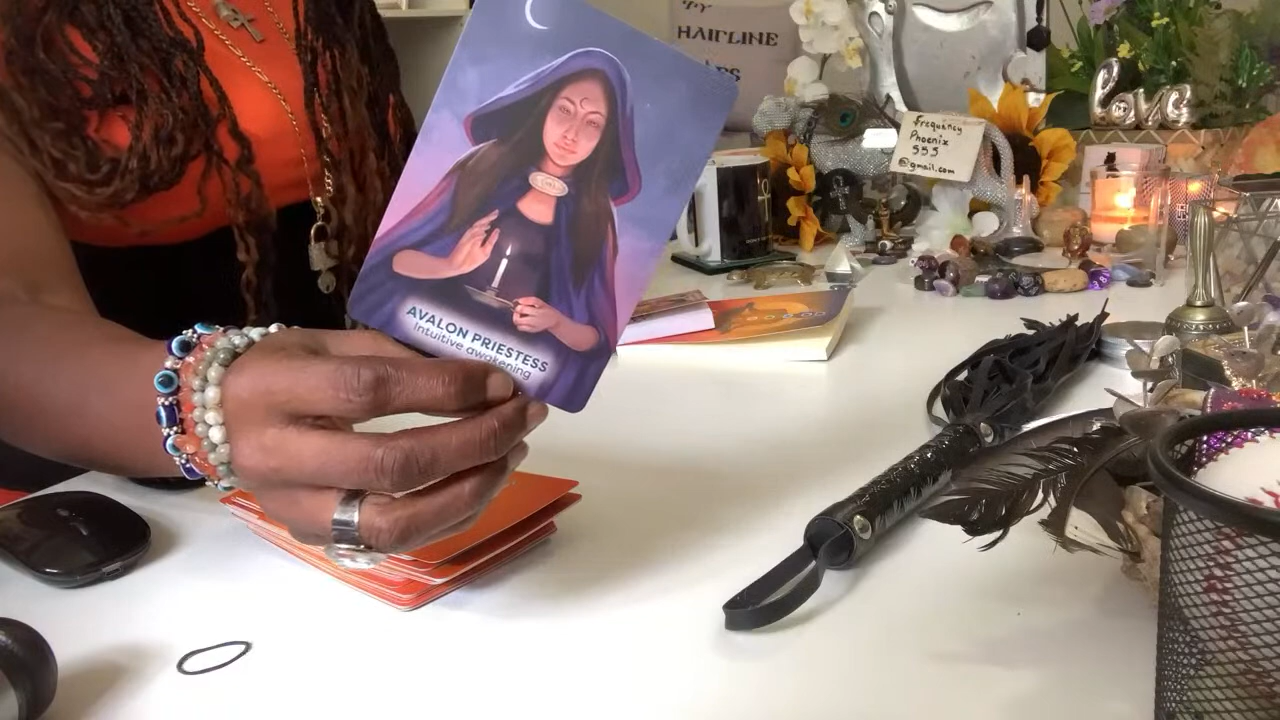 AVALON PRIESTESS
Intuitive awakening
HAIRLINE
Frequency
Phoenix
555
@gmail.com
love